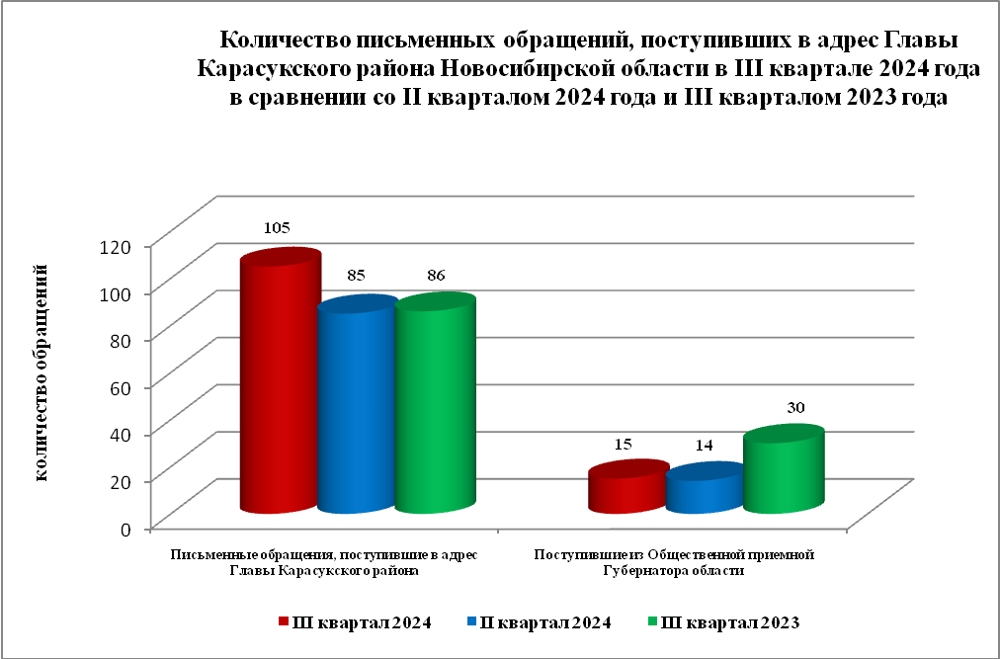 Количество письменных обращений, поступивших в адрес Главы
Карасукского района Новосибирской области в III квартале 2024 года
в сравнении со II кварталом 2024 года и III кварталом 2023 года
количество обращений
120
100
80
60
40
20
0
105
85
86
15
14
30
Письменные обращения, поступившие в адрес
Главы Карасукского района
Поступившие из Общественной приемной
Губернатора области
III квартал 2024
II квартал 2024
III квартал 2023